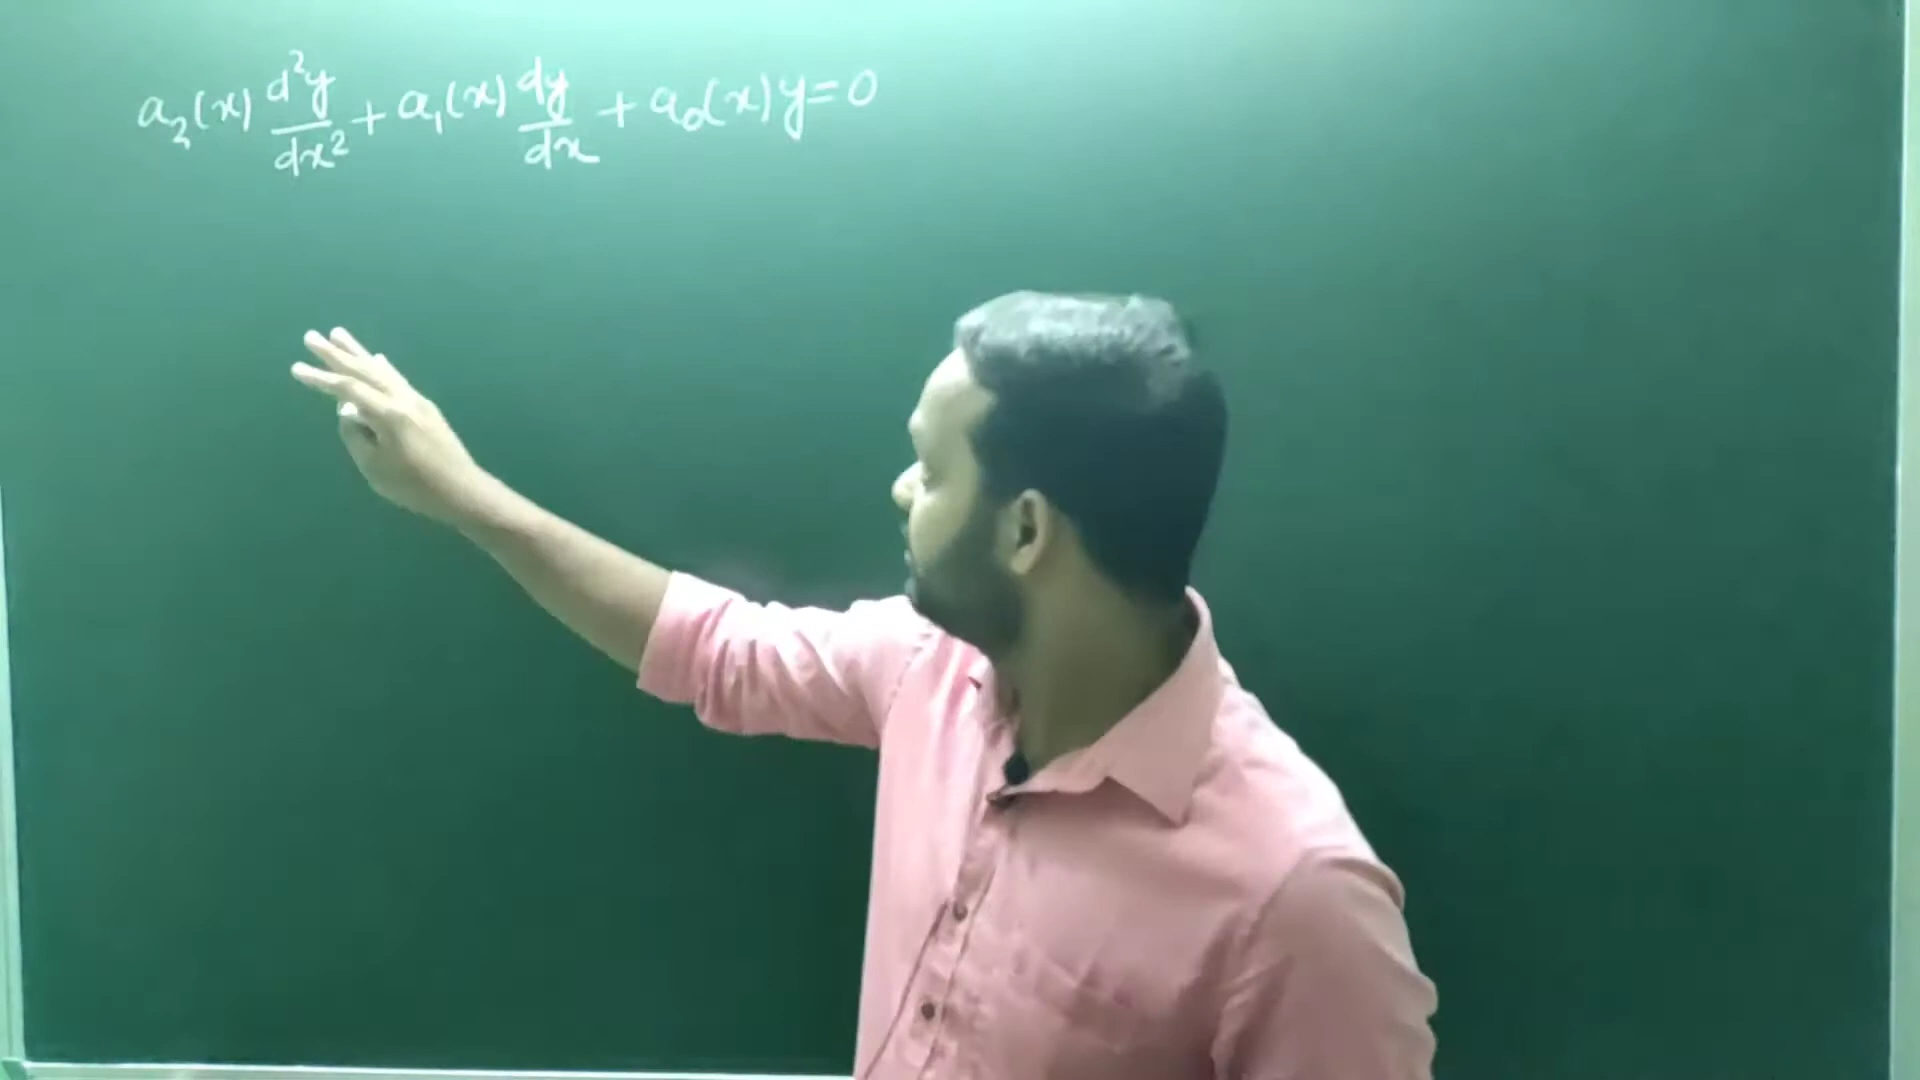 a₂(x) d²y/dx² + a₁(x) dy/dx + a₀(x)y = 0